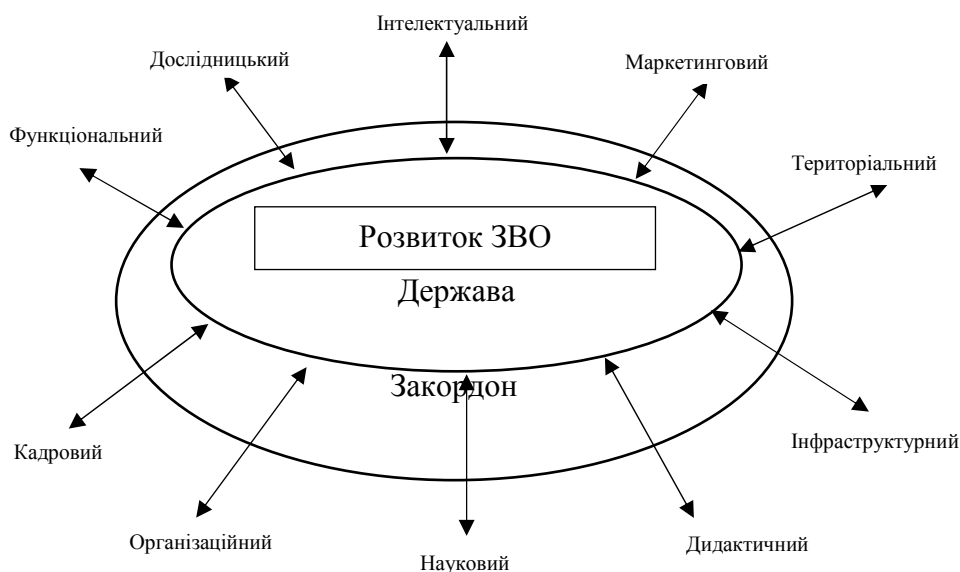 Інтелектуальний
Дослідницький
Маркетинговий
Функціональний
Територіальний
Розвиток ЗВО
Держава
Закордон
Кадровий
Інфраструктурний
Організаційний
Науковий
Дидактичний